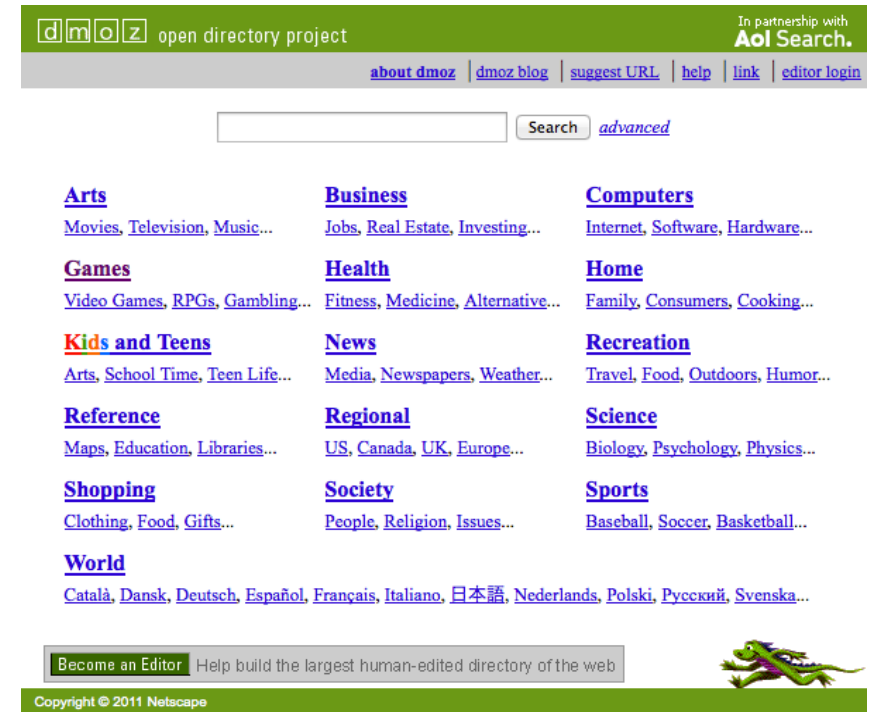 dmoz open directory project
In partnership with
Aol Search.
about dmoz | dmoz blog | suggest URL | help | link | editor login
Search advanced
Arts Business Computers
Movies, Television, Music... Jobs, Real Estate, Investing... Internet, Software, Hardware...
Games Health Home
Video Games, RPGs, Gambling... Fitness, Medicine, Alternative... Family, Consumers, Cooking...
Kids and Teens News Recreation
Arts, School Time, Teen Life... Media, Newspapers, Weather... Travel, Food, Outdoors, Humor...
Reference Regional Science
Maps, Education, Libraries... US, Canada, UK, Europe... Biology, Psychology, Physics...
Shopping Society Sports
Clothing, Food, Gifts... People, Religion, Issues... Baseball, Soccer, Basketball...
World
Català, Dansk, Deutsch, Español, Français, Italiano, 日本語, Nederlands, Polski, Русский, Svenska...
Become an Editor Help build the largest human-edited directory of the web
Copyright © 2011 Netscape